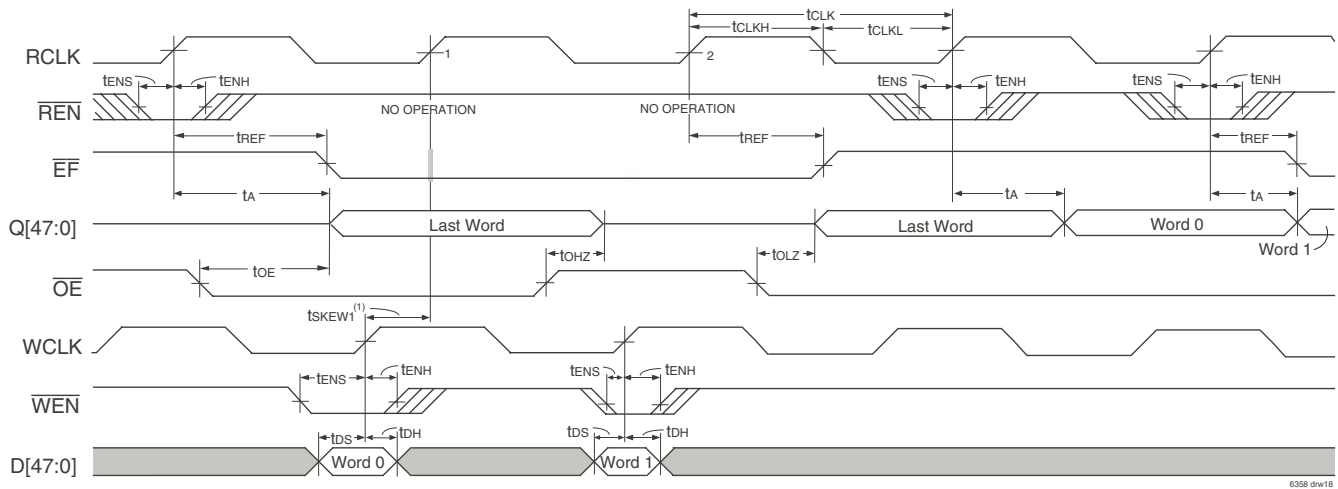 tCLK
tCLKH tCLKL
RCLK 1 2
tENS tENH tENS tENH tENS tENH
REN NO OPERATION NO OPERATION
tREF tREF tREF
EF
tA tA tA
Q[47:0] Last Word Last Word Word 0
Word 1
tOHZ tOLZ
tOE
OE
tSKEW1(1)
WCLK
tENS tENH tENS tENH
WEN
tDS tDH tDS tDH
D[47:0] Word 0 Word 1
6358 drw18